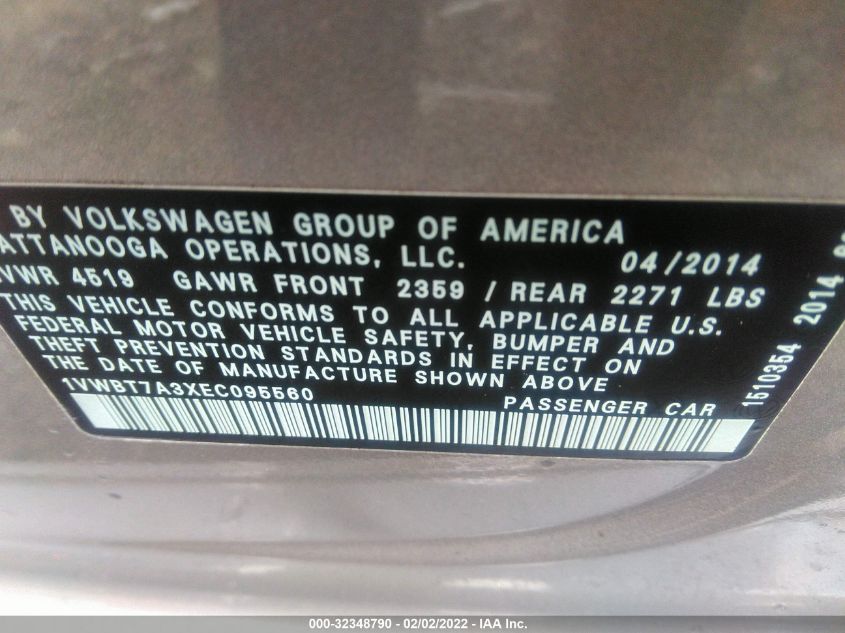 BY VOLKSWAGEN GROUP OF AMERICA
ATTANOOGA OPERATIONS, LLC. 04/2014
VWR 4519 GAWR FRONT 2359 / REAR 2271 LBS
THIS VEHICLE CONFORMS TO ALL APPLICABLE U.S.
FEDERAL MOTOR VEHICLE SAFETY, BUMPER AND
THEFT PREVENTION STANDARDS IN EFFECT ON
THE DATE OF MANUFACTURE SHOWN ABOVE
1VWBT7A3XEC095560 PASSENGER CAR
1510354 2014
000-32348790 - 02/02/2022 - IAA Inc.